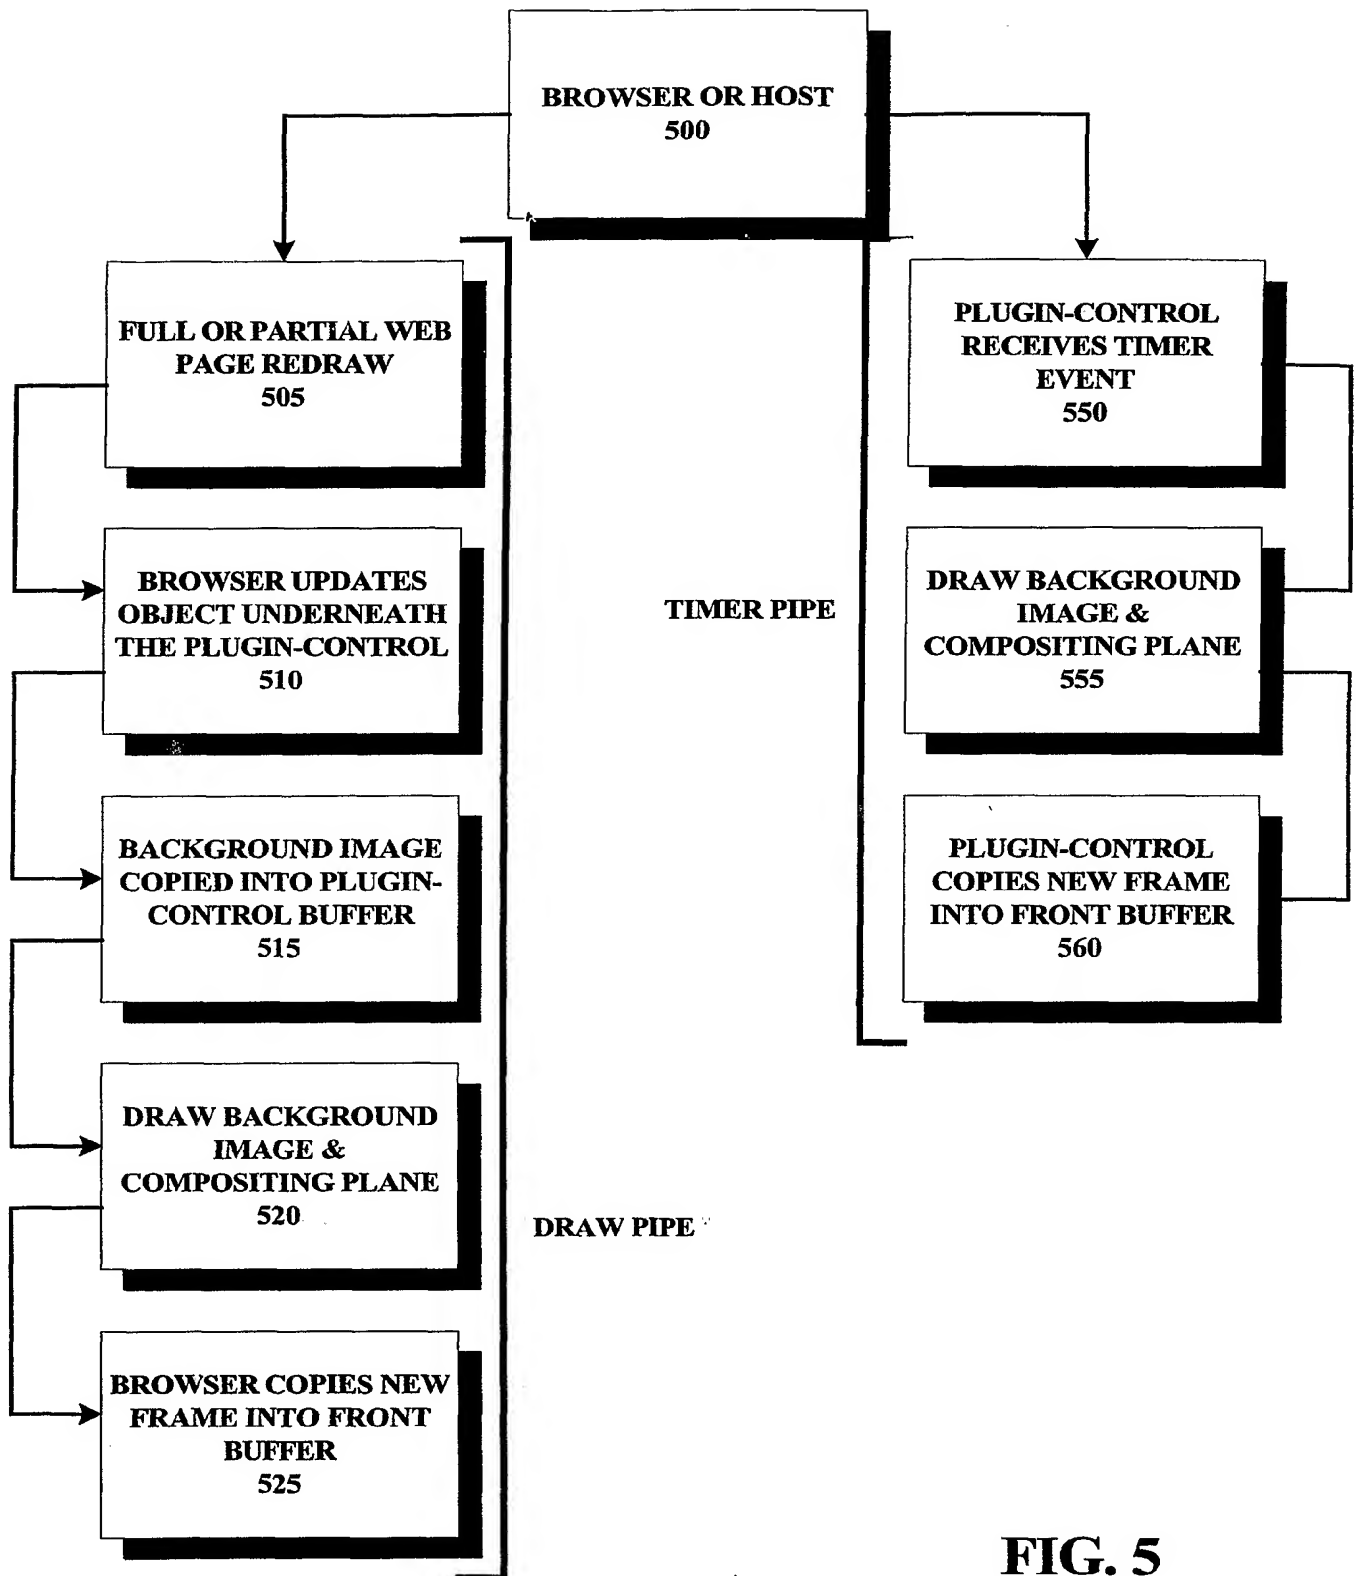 BROWSER OR HOST
500
FULL OR PARTIAL WEB
PAGE REDRAW
505
BROWSER UPDATES
OBJECT UNDERNEATH
THE PLUGIN-CONTROL
510
BACKGROUND IMAGE
COPIED INTO PLUGIN-
CONTROL BUFFER
515
DRAW BACKGROUND
IMAGE &
COMPOSITING PLANE
520
BROWSER COPIES NEW
FRAME INTO FRONT
BUFFER
525
DRAW PIPE
TIMER PIPE
PLUGIN-CONTROL
RECEIVES TIMER
EVENT
550
DRAW BACKGROUND
IMAGE &
COMPOSITING PLANE
555
PLUGIN-CONTROL
COPIES NEW FRAME
INTO FRONT BUFFER
560
FIG. 5